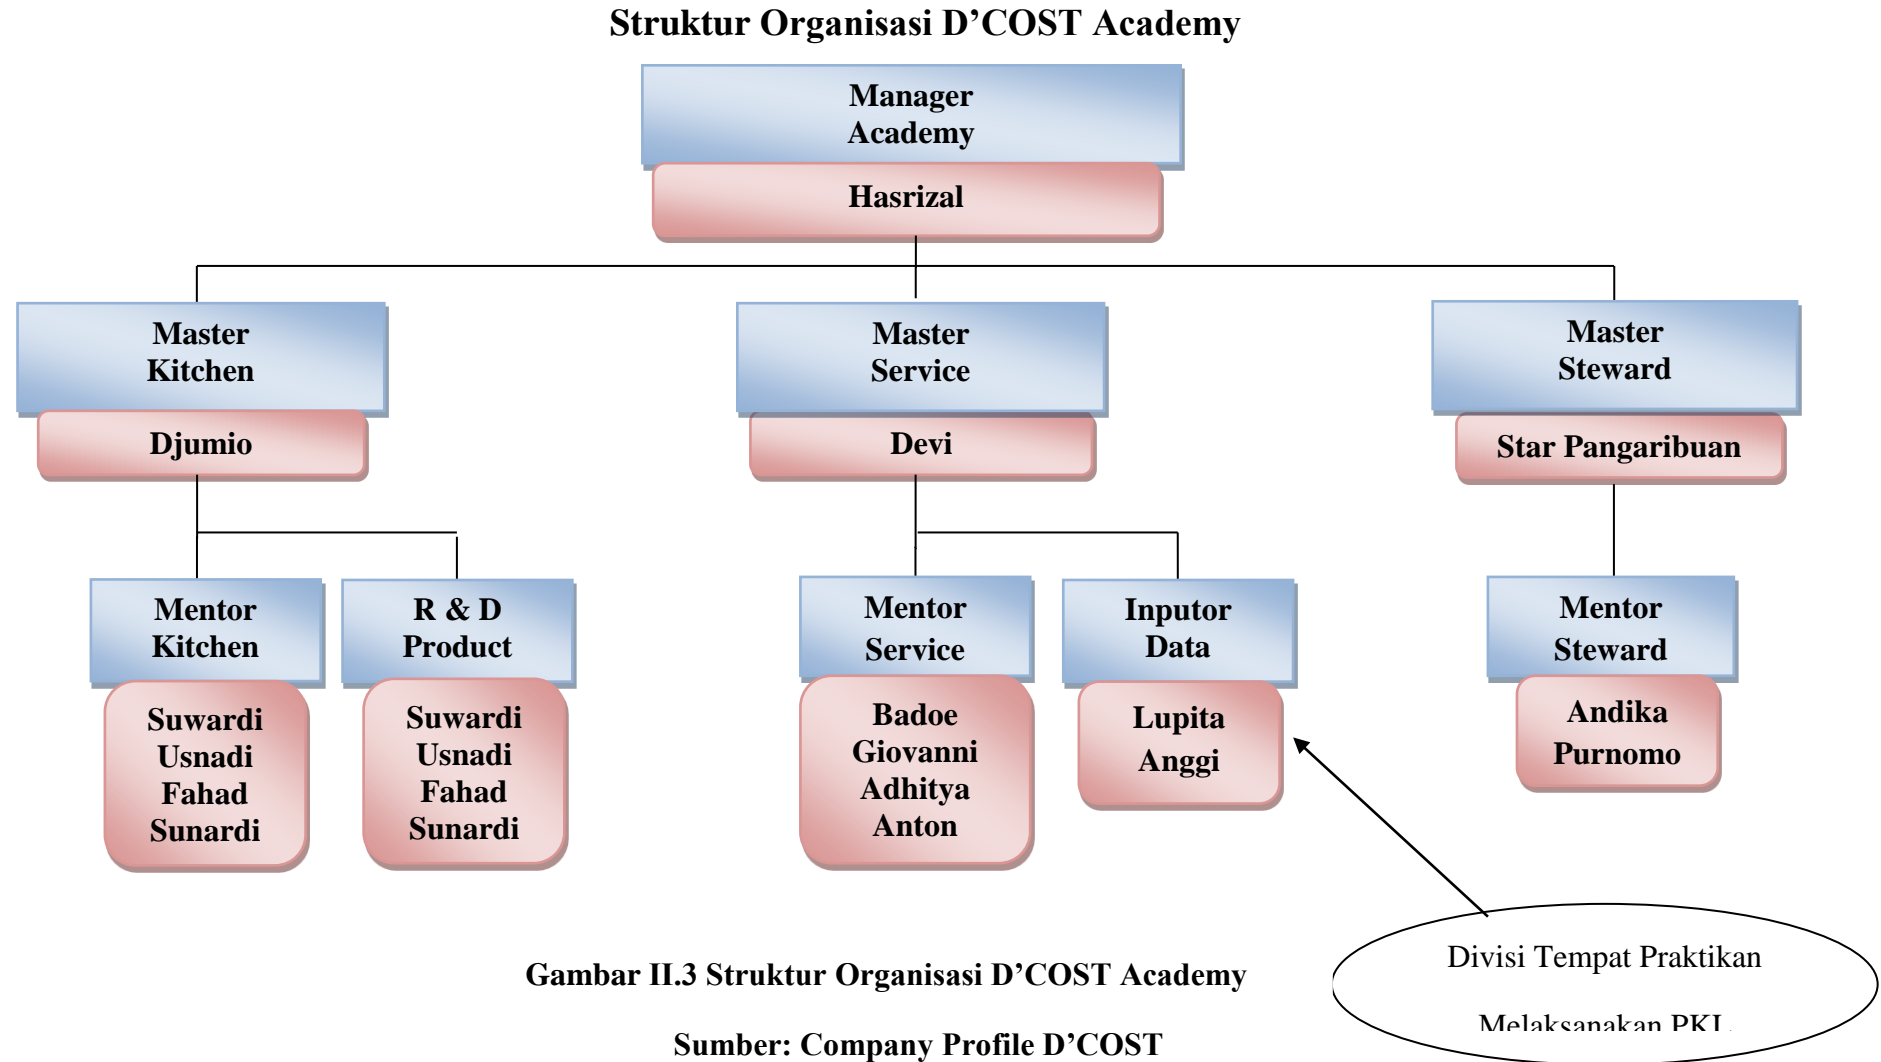 Struktur Organisasi D’COST Academy
Manager
Academy
Hasrizal
Master
Kitchen
Djumio
Master
Service
Devi
Master
Steward
Star Pangaribuan
Mentor
Kitchen
Suwardi
Usnadi
Fahad
Sunardi
R & D
Product
Suwardi
Usnadi
Fahad
Sunardi
Mentor
Service
Badoe
Giovanni
Adhitya
Anton
Inputor
Data
Lupita
Anggi
Mentor
Steward
Andika
Purnomo
Divisi Tempat Praktikan
Melaksanakan PKL
Gambar II.3 Struktur Organisasi D’COST Academy
Sumber: Company Profile D’COST